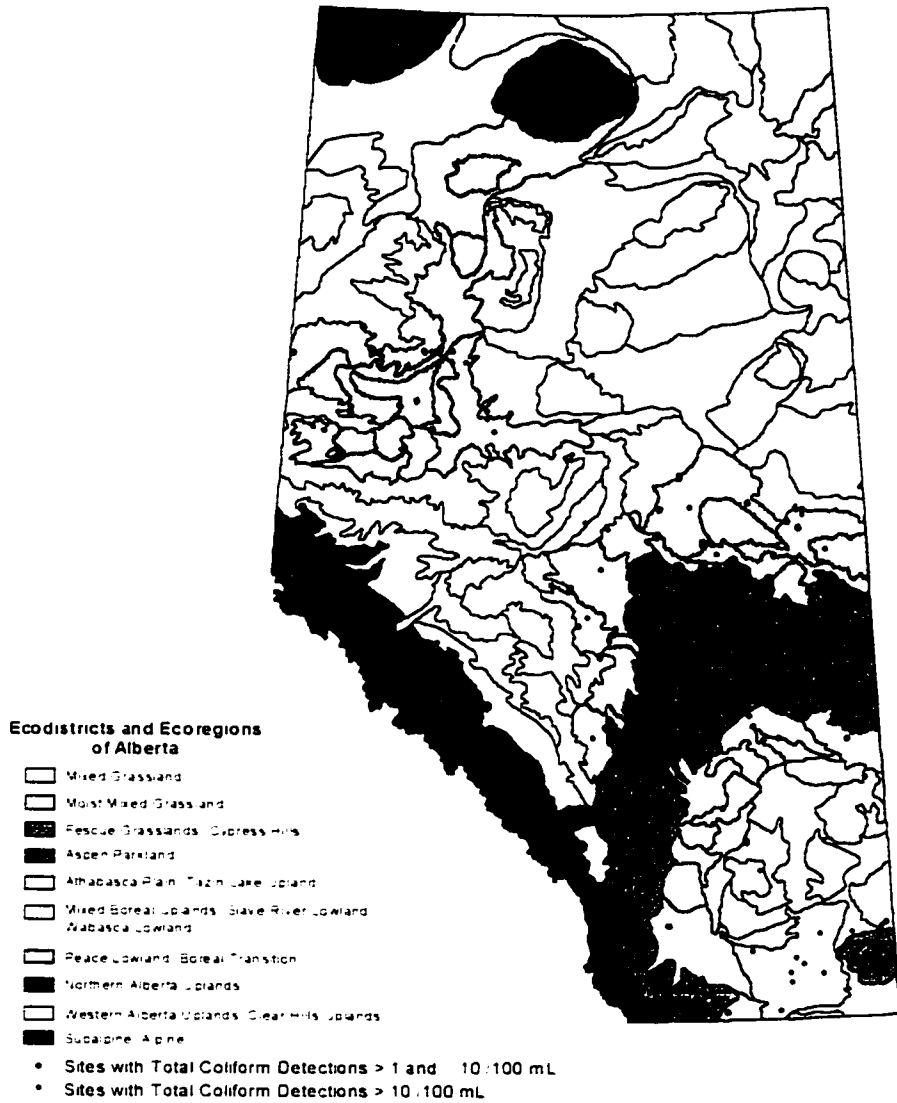 Ecodistricts and Ecoregions
of Alberta
Mixed Grassland
Moist Mixed Grassland
Fescue Grasslands Cypress Hills
Aspen Parkland
Athabasca Plain Tazin Lake Upland
Mixed Boreal Uplands Slave River Lowland
Wabasca Lowland
Peace Lowland Boreal Transition
Northern Alberta Uplands
Western Alberta Uplands Clear Hills Uplands
Subalpine Alpine
• Sites with Total Coliform Detections > 1 and 10 /100 mL
• Sites with Total Coliform Detections > 10 /100 mL